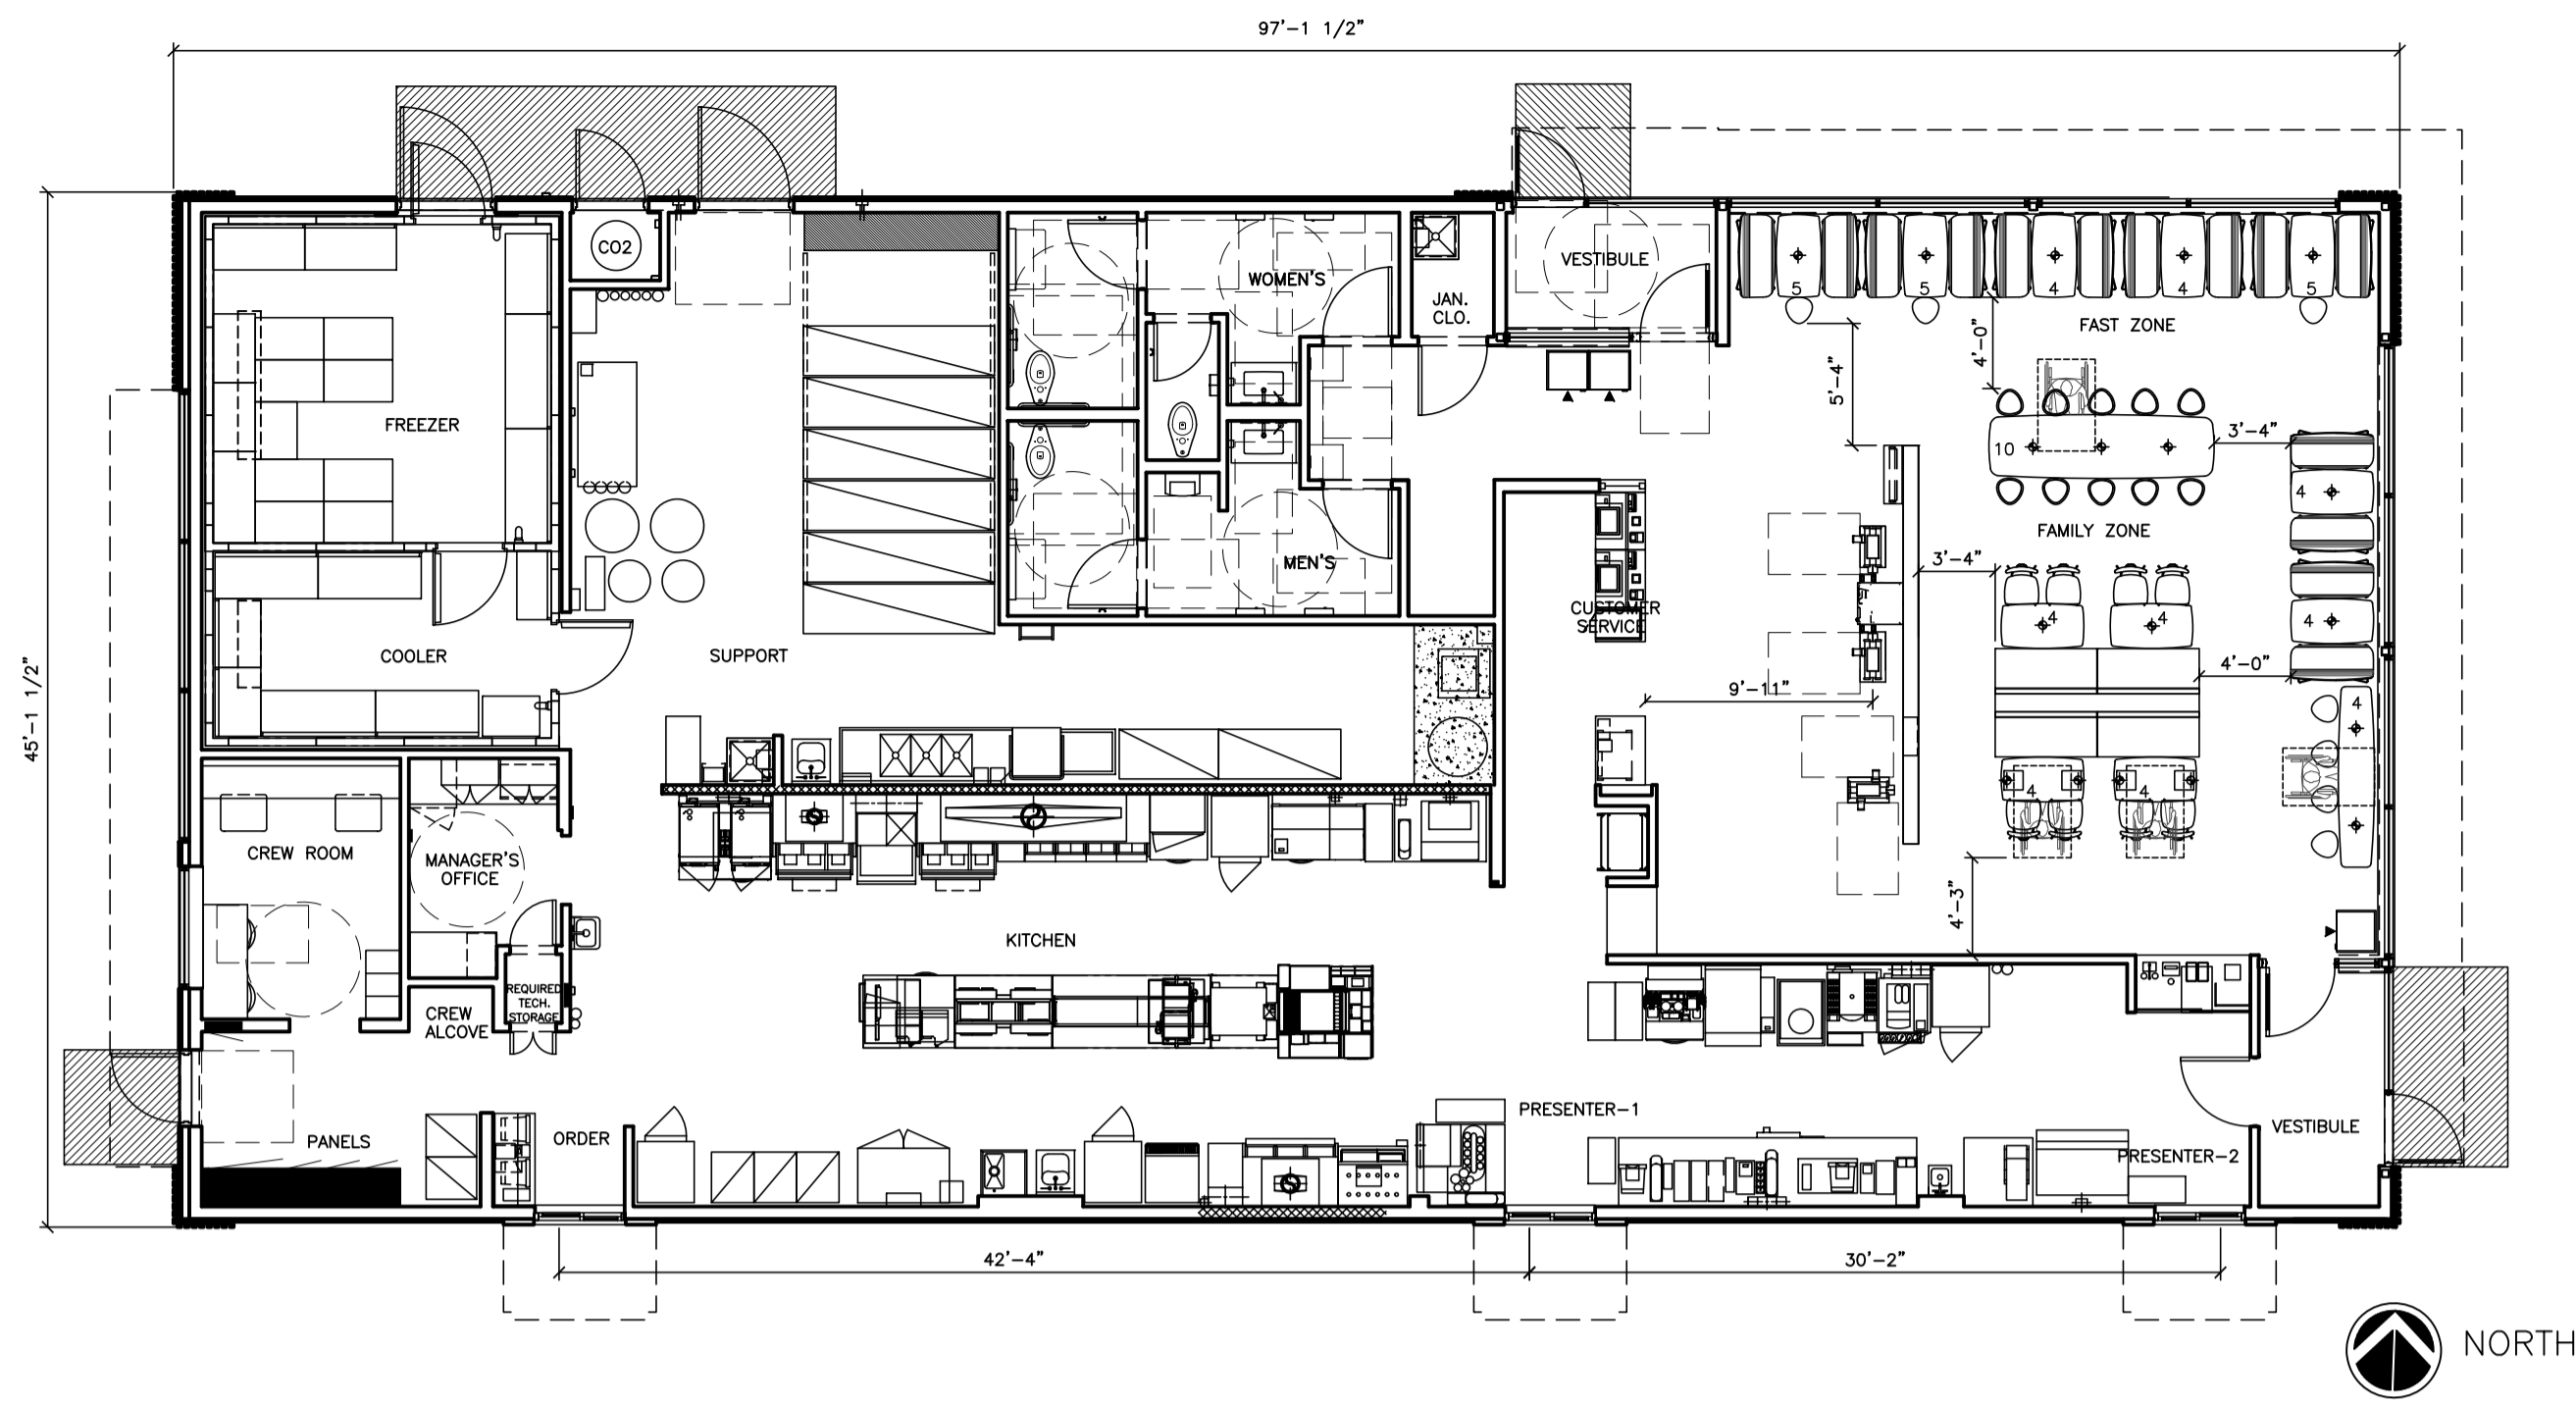 97'-1 1/2"
CO2
WOMEN'S
VESTIBULE
JAN.
CLO.
5
5
4
4
5
FAST ZONE
4'-0"
5'-4"
FREEZER
10
3'-4"
4
FAMILY ZONE
MEN'S
3'-4"
CUSTOMER
SERVICE
4
4
4
45'-1 1/2"
COOLER
SUPPORT
4'-0"
9'-11"
4
4
4
CREW ROOM
MANAGER'S
OFFICE
4'-3"
KITCHEN
REQUIRED
TECH.
STORAGE
CREW
ALCOVE
PANELS
ORDER
PRESENTER-1
VESTIBULE
PRESENTER-2
42'-4"
30'-2"
NORTH